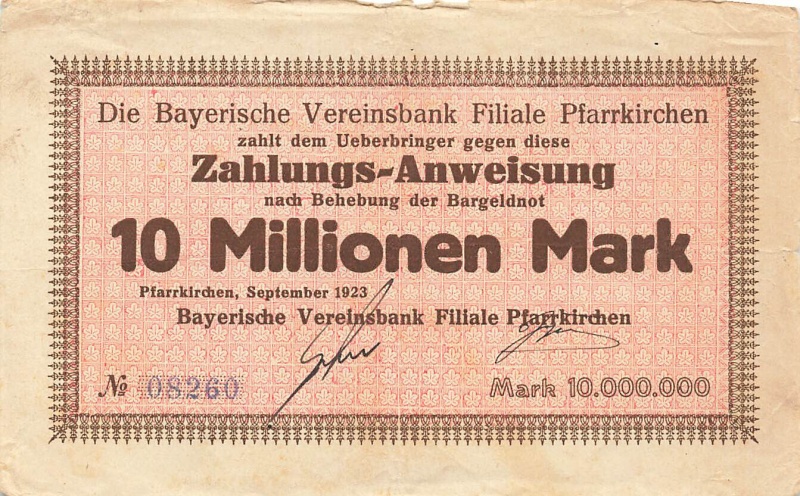 Die Bayerische Vereinsbank Filiale Pfarrkirchen
zahlt dem Ueberbringer gegen diese
Zahlungs-Anweisung
nach Behebung der Bargeldnot
10 Millionen Mark
Pfarrkirchen, September 1923
Bayerische Vereinsbank Filiale Pfarrkirchen
№ 08260
Mark 10.000.000